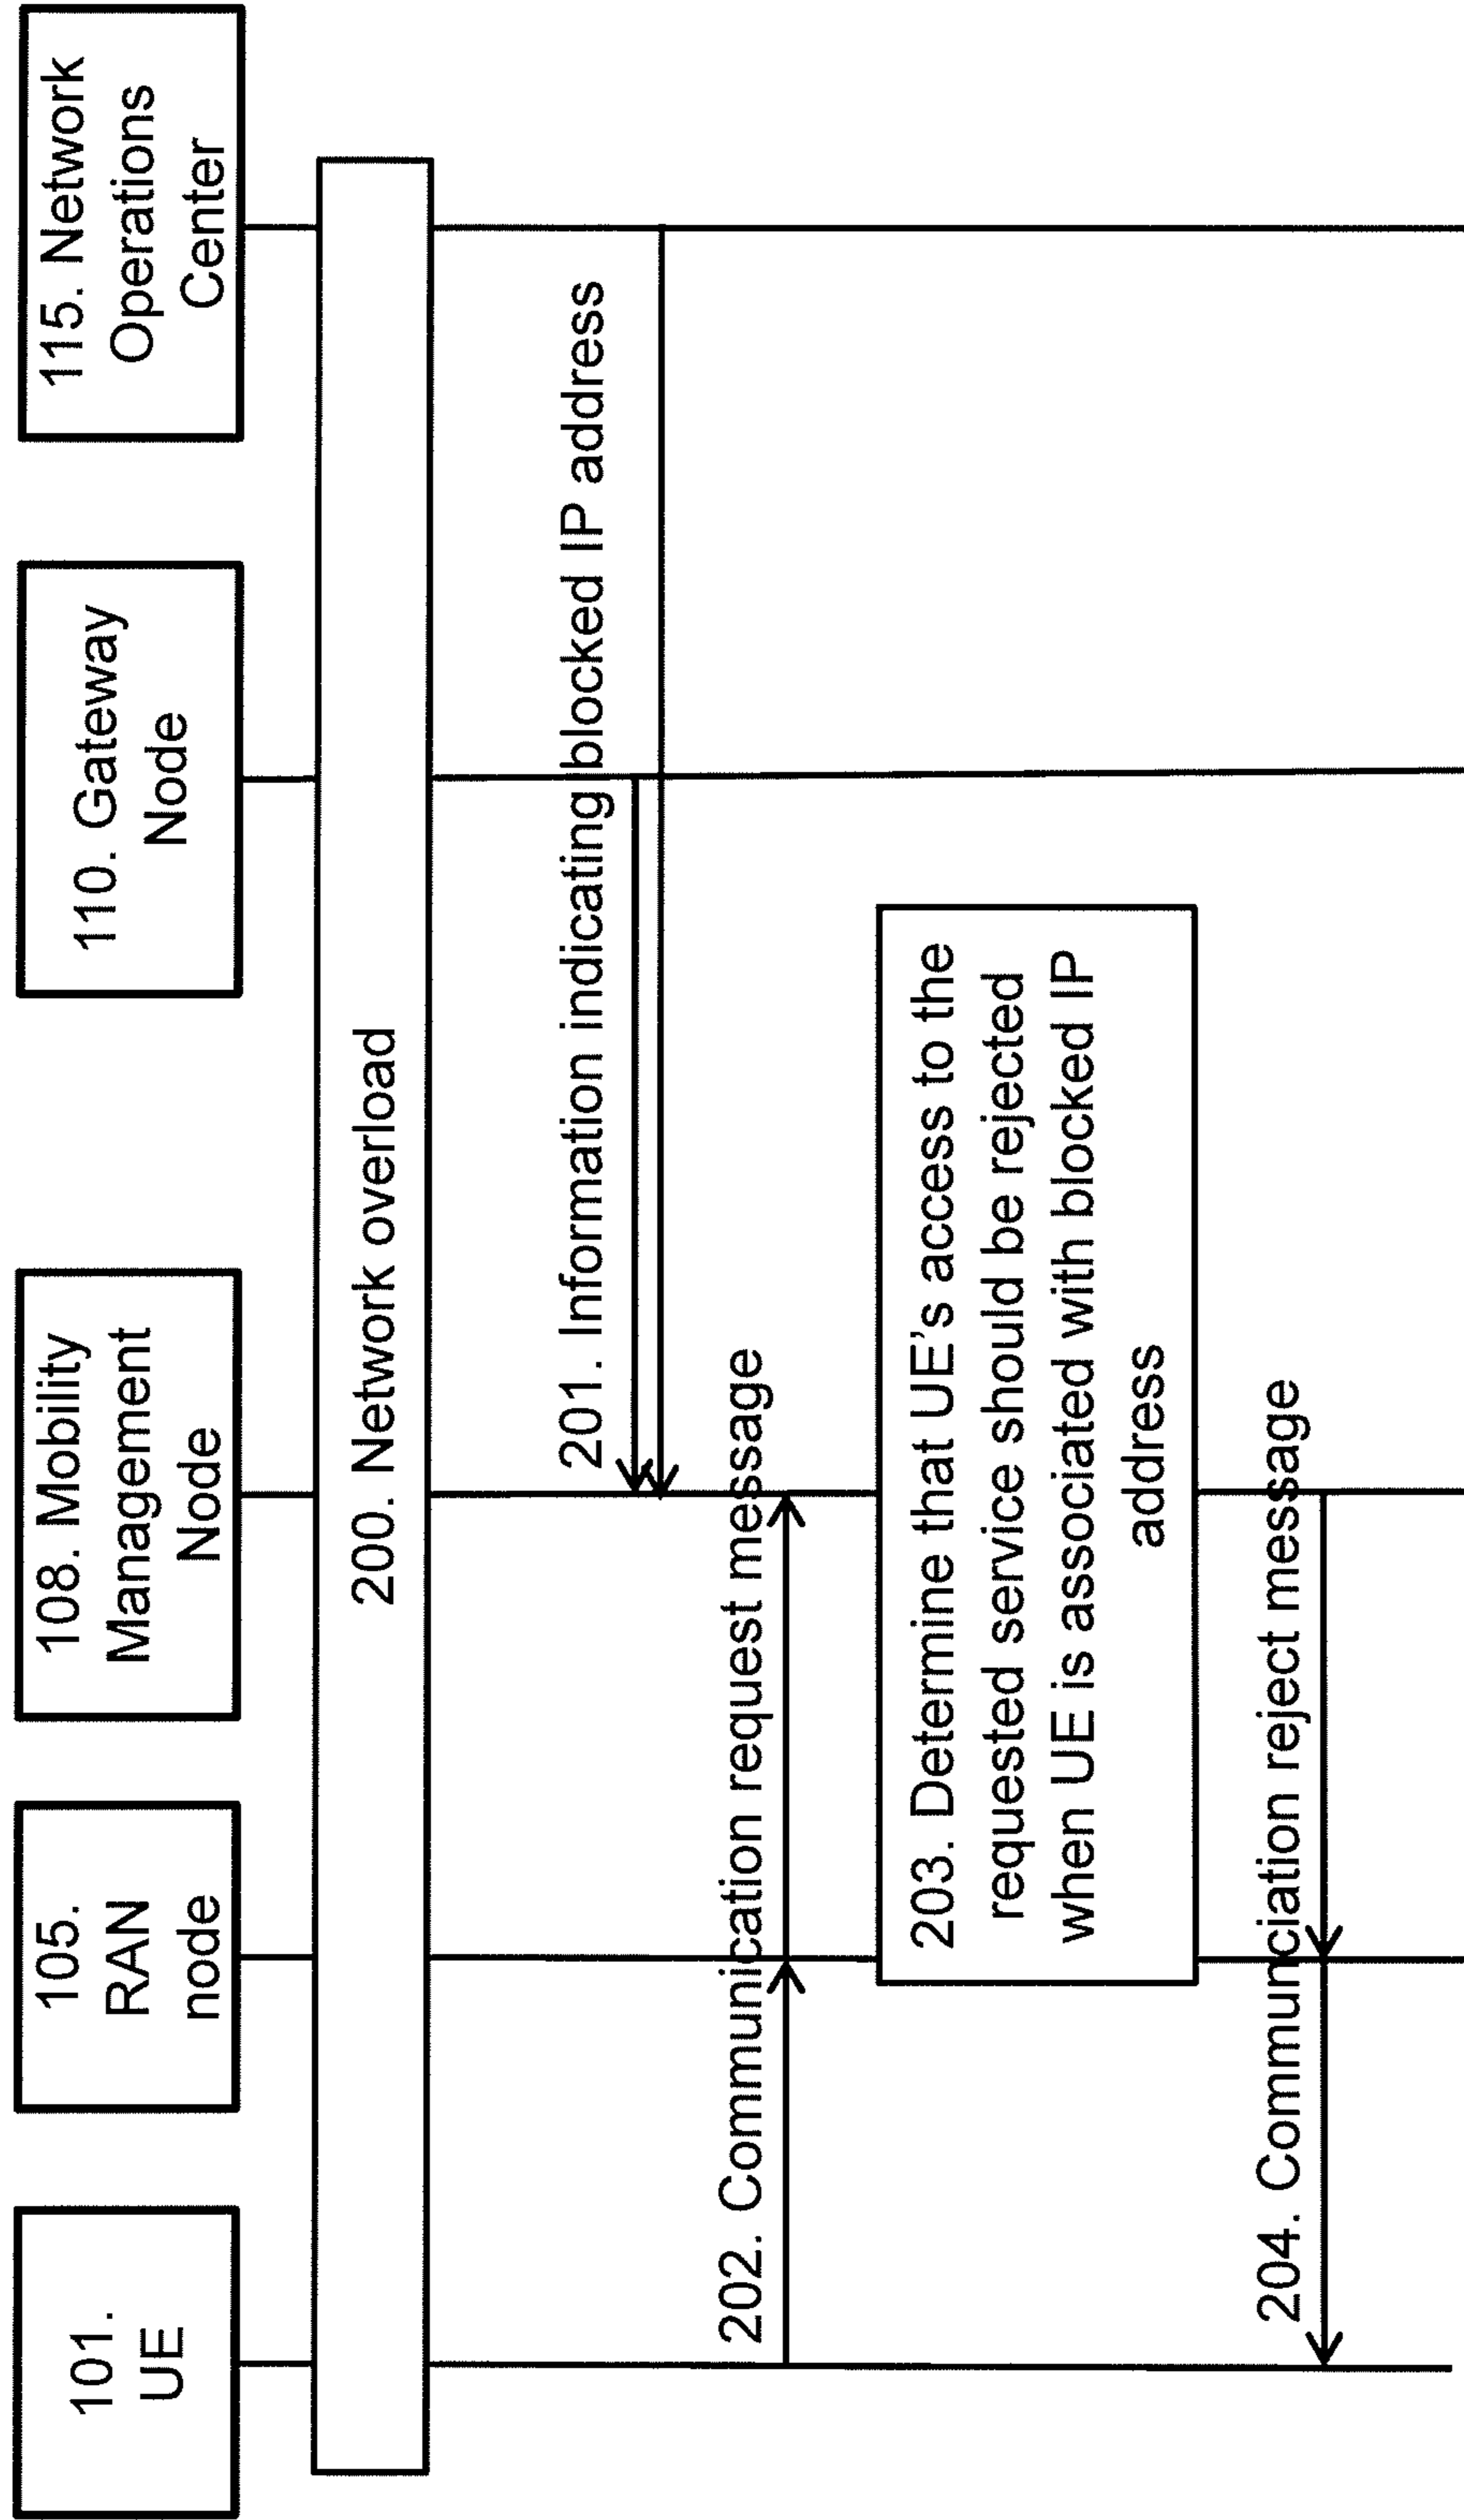 101.
UE
105.
RAN
node
108. Mobility
Management
Node
110. Gateway
Node
115. Network
Operations
Center
200. Network overload
201. Information indicating blocked IP address
202. Communication request message
203. Determine that UE's access to the
requested service should be rejected
when UE is associated with blocked IP
address
204. Communciation reject message